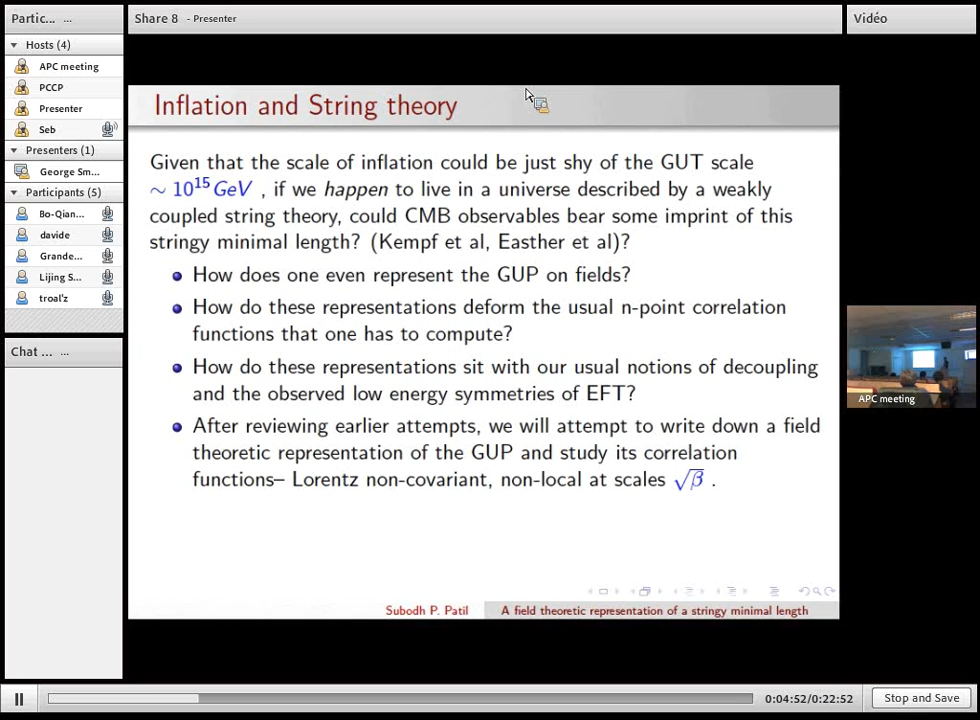 Partic... ...
Share 8 - Presenter
Vidéo
Hosts (4)
APC meeting
PCCP
Presenter
Seb
Presenters (1)
George Sm...
Participants (5)
Bo-Qian...
davide
Grande...
Lijing S...
troal'z
Chat ... ...
Inflation and String theory
Given that the scale of inflation could be just shy of the GUT scale
∼ 10¹⁵ GeV , if we happen to live in a universe described by a weakly
coupled string theory, could CMB observables bear some imprint of this
stringy minimal length? (Kempf et al, Easther et al)?
How does one even represent the GUP on fields?
How do these representations deform the usual n-point correlation
functions that one has to compute?
How do these representations sit with our usual notions of decoupling
and the observed low energy symmetries of EFT?
After reviewing earlier attempts, we will attempt to write down a field
theoretic representation of the GUP and study its correlation
functions– Lorentz non-covariant, non-local at scales √β .
Subodh P. Patil
A field theoretic representation of a stringy minimal length
APC meeting
0:04:52/0:22:52
Stop and Save